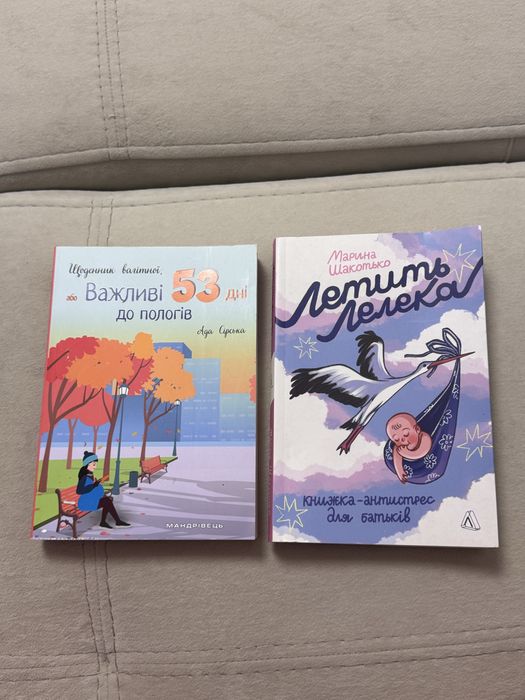 Щоденник вагітної,
або Важливі 53 дні
до пологів
Ада Сірська
МАНДРІВЕЦЬ
Марина
Шакотько
Летить
Лелека
книжка-антистрес
для батьків